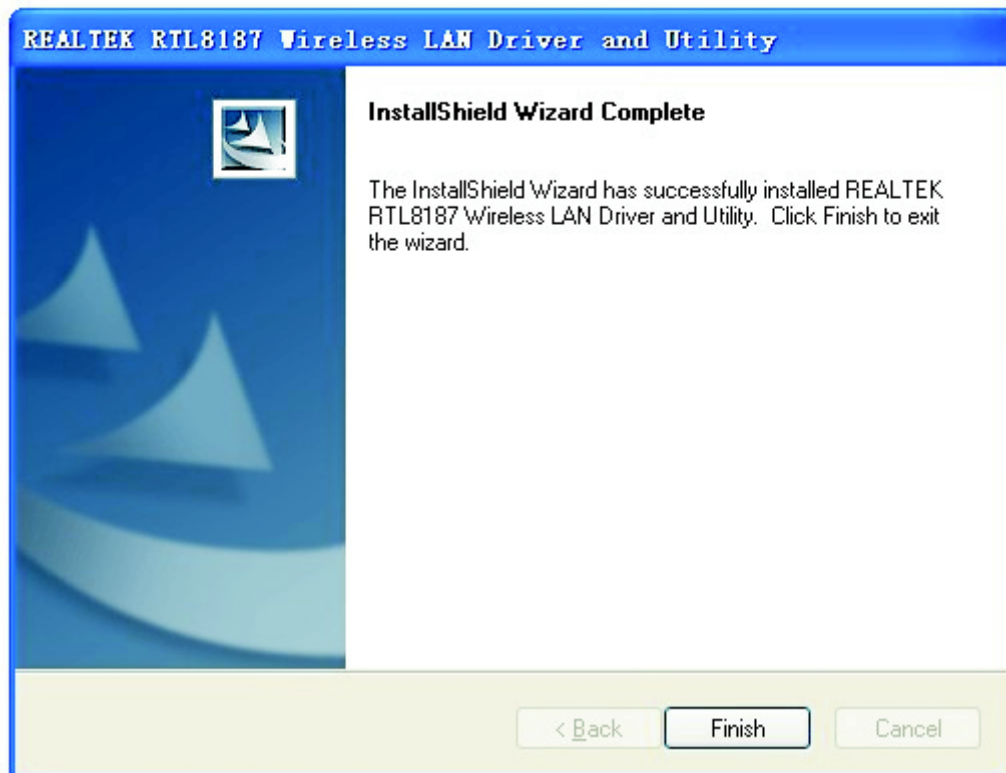 REALTEK RTL8187 Wireless LAN Driver and Utility
InstallShield Wizard Complete
The InstallShield Wizard has successfully installed REALTEK
RTL8187 Wireless LAN Driver and Utility.  Click Finish to exit
the wizard.
< Back
Finish
Cancel